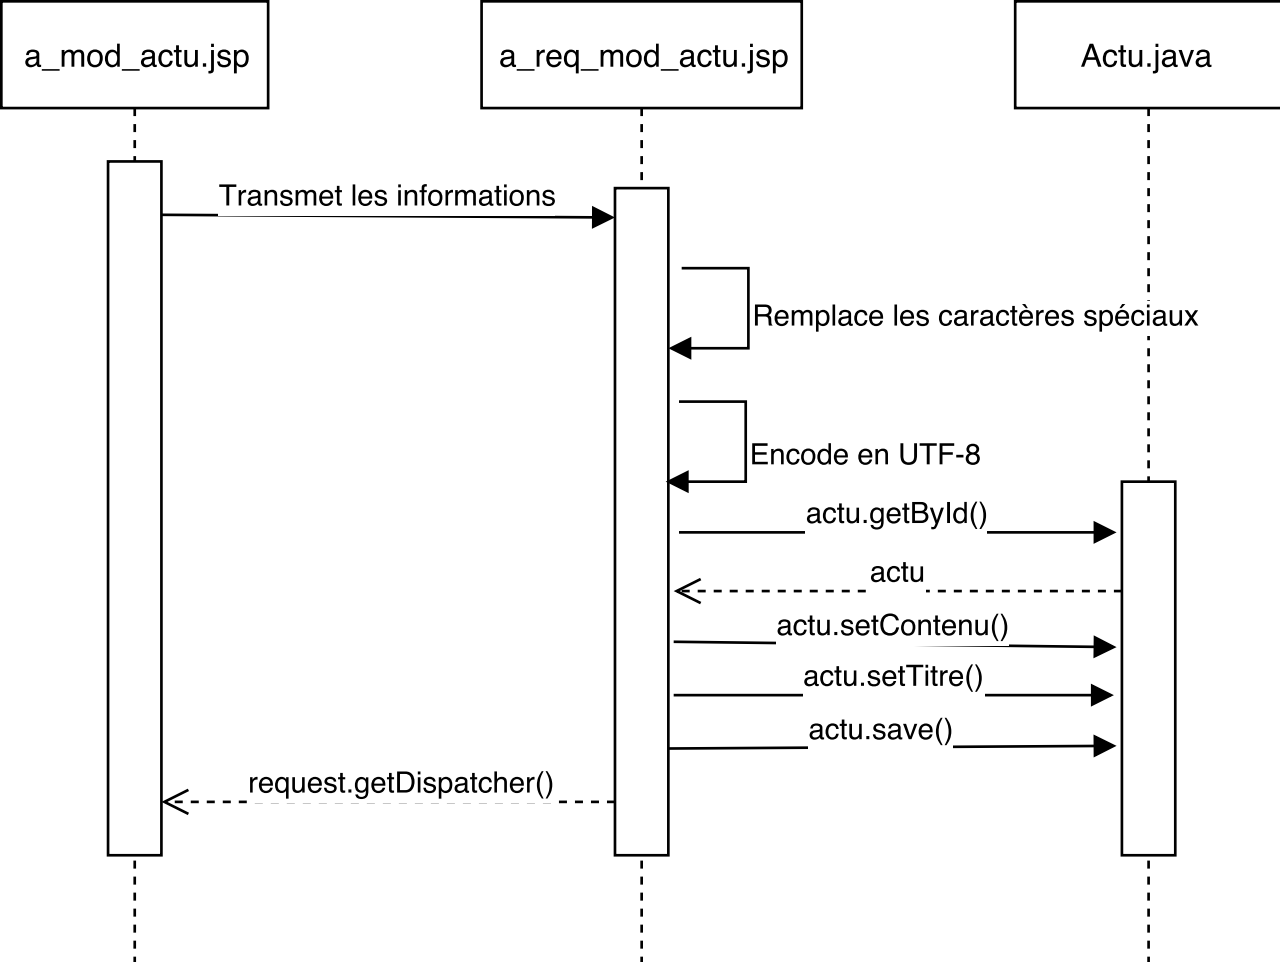 a_mod_actu.jsp
a_req_mod_actu.jsp
Actu.java
Transmet les informations
Remplace les caractères spéciaux
Encode en UTF-8
actu.getById()
actu
actu.setContenu()
actu.setTitre()
actu.save()
request.getDispatcher()